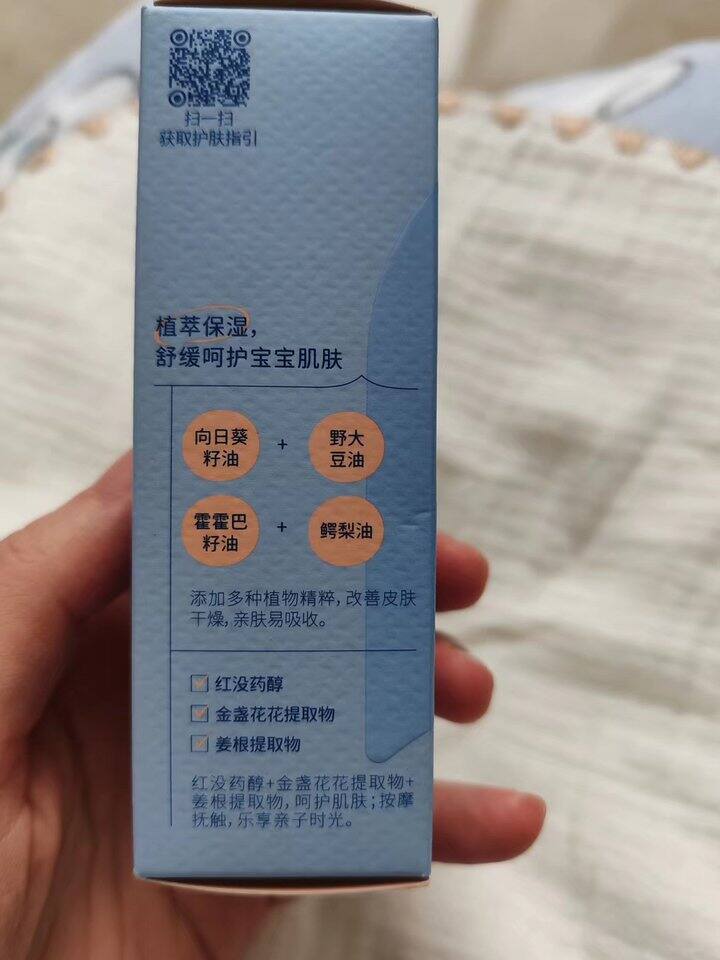 扫一扫
获取护肤指引
植萃保湿，
舒缓呵护宝宝肌肤
向日葵
籽油
+
野大
豆油
霍霍巴
籽油
+
鳄梨油
添加多种植物精粹，改善皮肤
干燥，亲肤易吸收。
红没药醇
金盏花花提取物
姜根提取物
红没药醇+金盏花花提取物+
姜根提取物，呵护肌肤；按摩
抚触，乐享亲子时光。